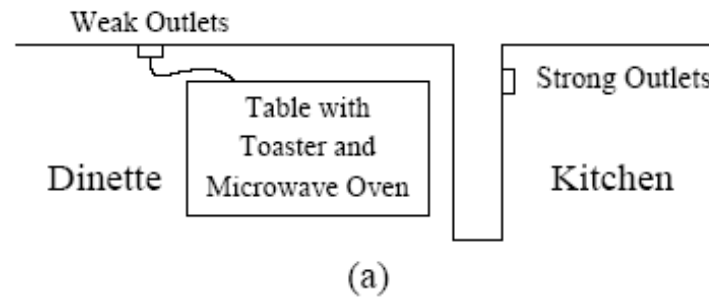 Weak Outlets
Strong Outlets
Table with
Toaster and
Microwave Oven
Dinette
Kitchen
(a)